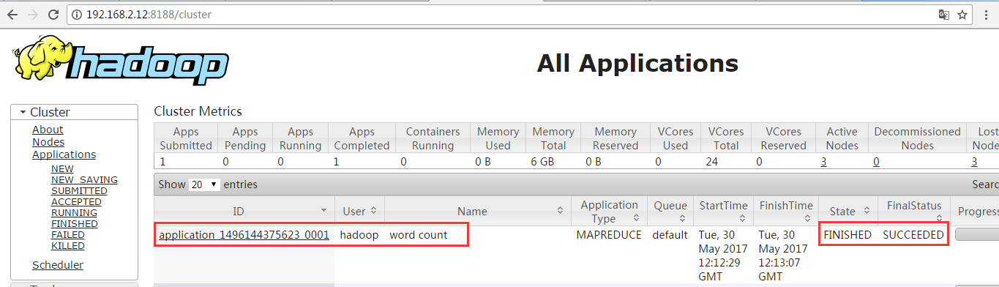 192.168.2.12:8188/cluster
hadoop
All Applications
Cluster
About
Nodes
Applications
NEW
NEW_SAVING
SUBMITTED
ACCEPTED
RUNNING
FINISHED
FAILED
KILLED
Scheduler
Cluster Metrics
Apps Submitted Apps Pending Apps Running Apps Completed Containers Running Memory Used Memory Total Memory Reserved VCores Used VCores Total VCores Reserved Active Nodes Decommissioned Nodes Lost
1 0 0 1 0 0 B 6 GB 0 B 0 24 0 3 0 3
Show 20 entries Searc
ID User Name Application Type Queue StartTime FinishTime State FinalStatus Progress
application_1496144375623_0001 hadoop word count MAPREDUCE default Tue, 30 May 2017 12:12:29 GMT Tue, 30 May 2017 12:13:07 GMT FINISHED SUCCEEDED